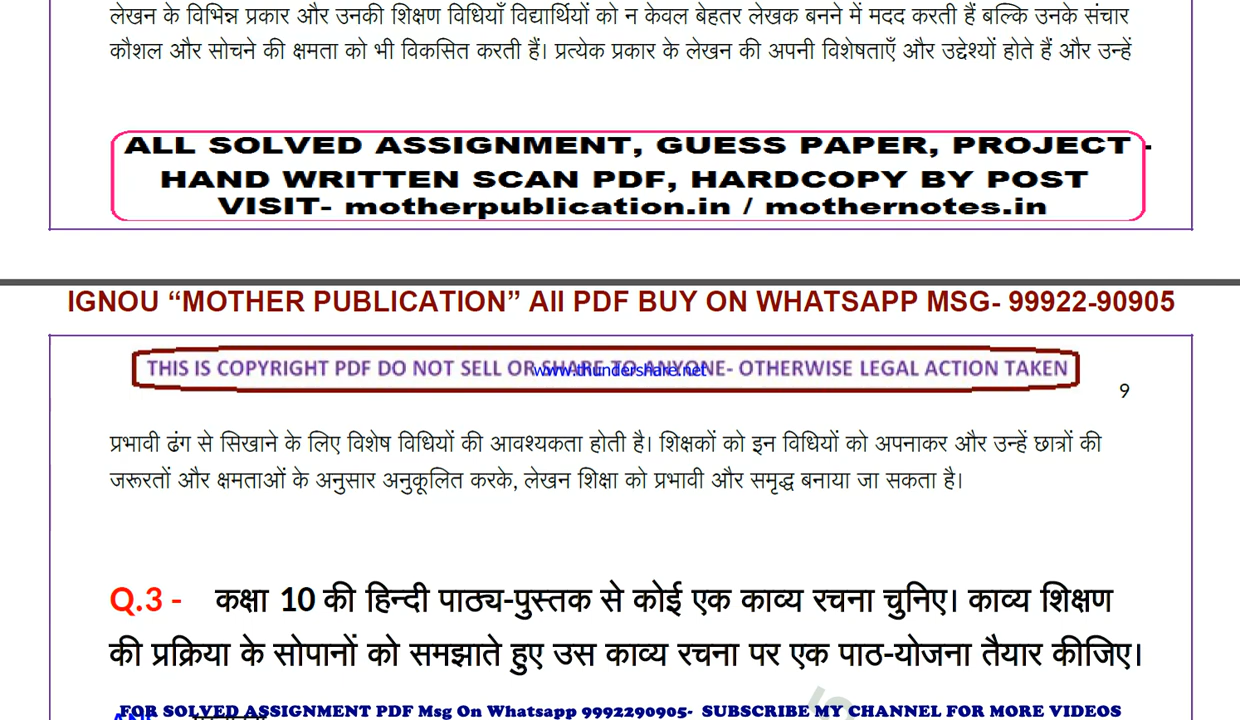 लेखन के विभिन्न प्रकार और उनकी शिक्षण विधियाँ विद्यार्थियों को न केवल बेहतर लेखक बनने में मदद करती हैं बल्कि उनके संचार
कौशल और सोचने की क्षमता को भी विकसित करती हैं। प्रत्येक प्रकार के लेखन की अपनी विशेषताएँ और उद्देश्यों होते हैं और उन्हें
ALL SOLVED ASSIGNMENT, GUESS PAPER, PROJECT -
HAND WRITTEN SCAN PDF, HARDCOPY BY POST
VISIT- motherpublication.in / mothernotes.in
IGNOU “MOTHER PUBLICATION” All PDF BUY ON WHATSAPP MSG- 99922-90905
THIS IS COPYRIGHT PDF DO NOT SELL OR SHARE TO ANYONE- OTHERWISE LEGAL ACTION TAKEN
www.thundershare.net
9
प्रभावी ढंग से सिखाने के लिए विशेष विधियों की आवश्यकता होती है। शिक्षकों को इन विधियों को अपनाकर और उन्हें छात्रों की
जरूरतों और क्षमताओं के अनुसार अनुकूलित करके, लेखन शिक्षा को प्रभावी और समृद्ध बनाया जा सकता है।
Q.3 - कक्षा 10 की हिन्दी पाठ्य-पुस्तक से कोई एक काव्य रचना चुनिए। काव्य शिक्षण
की प्रक्रिया के सोपानों को समझाते हुए उस काव्य रचना पर एक पाठ-योजना तैयार कीजिए।
FOR SOLVED ASSIGNMENT PDF Msg On Whatsapp 9992290905- SUBSCRIBE MY CHANNEL FOR MORE VIDEOS